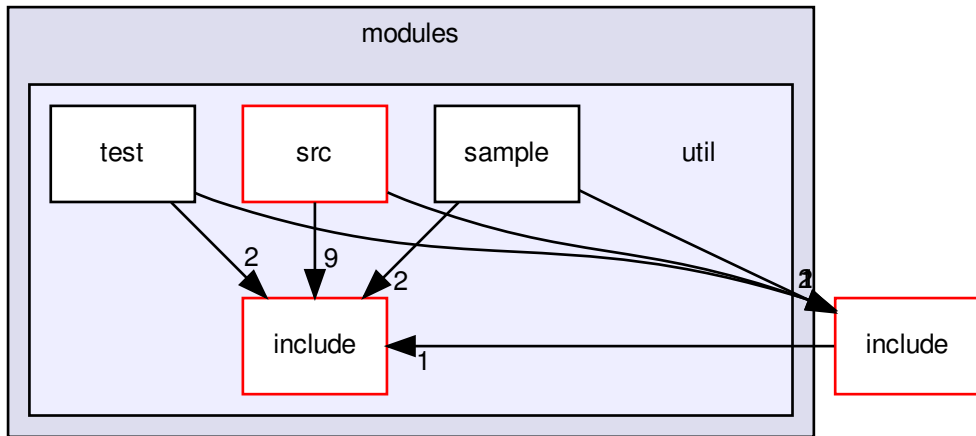 modules
test
src
sample
util
2
9
2
include
1
include